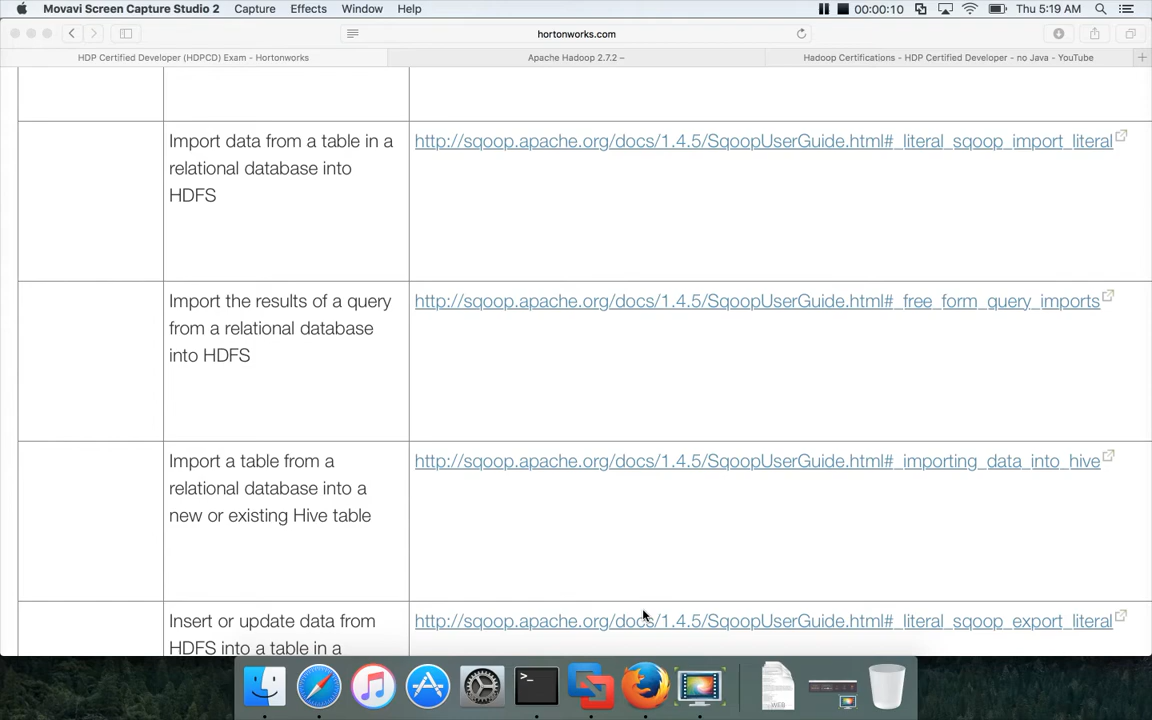 Movavi Screen Capture Studio 2 Capture Effects Window Help 00:00:10 Thu 5:19 AM
hortonworks.com
HDP Certified Developer (HDPCD) Exam - Hortonworks Apache Hadoop 2.7.2 – Hadoop Certifications - HDP Certified Developer - no Java - YouTube
Import data from a table in a
relational database into
HDFS
http://sqoop.apache.org/docs/1.4.5/SqoopUserGuide.html#_literal_sqoop_import_literal
Import the results of a query
from a relational database
into HDFS
http://sqoop.apache.org/docs/1.4.5/SqoopUserGuide.html#_free_form_query_imports
Import a table from a
relational database into a
new or existing Hive table
http://sqoop.apache.org/docs/1.4.5/SqoopUserGuide.html#_importing_data_into_hive
Insert or update data from
HDFS into a table in a
http://sqoop.apache.org/docs/1.4.5/SqoopUserGuide.html#_literal_sqoop_export_literal
>_
WEB